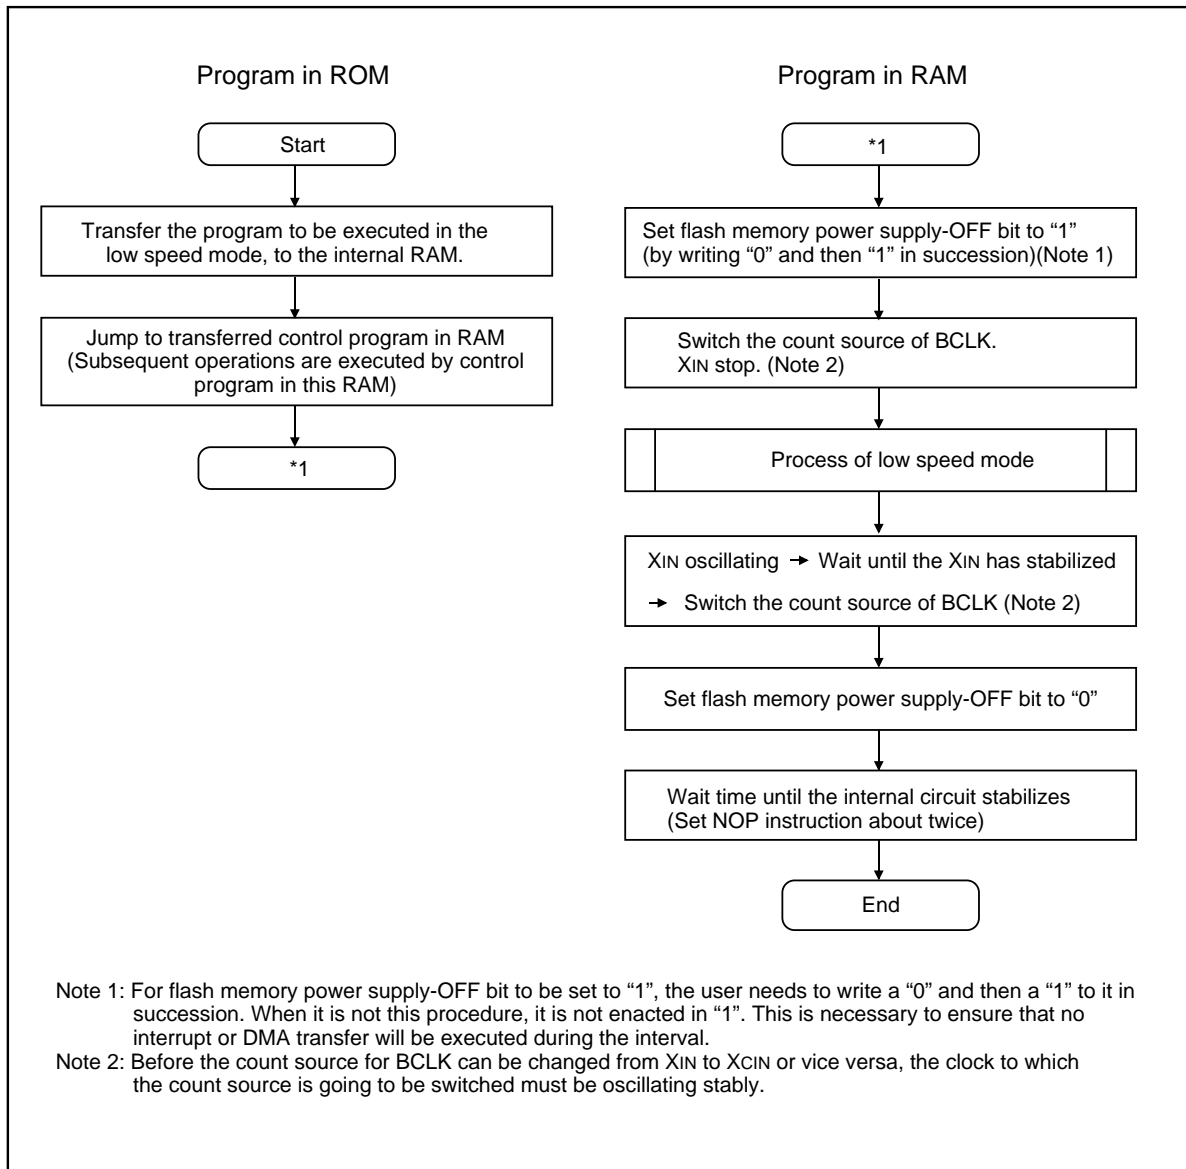 Program in ROM
Start
Transfer the program to be executed in the
low speed mode, to the internal RAM.
Jump to transferred control program in RAM
(Subsequent operations are executed by control
program in this RAM)
*1
Program in RAM
*1
Set flash memory power supply-OFF bit to “1”
(by writing “0” and then “1” in succession)(Note 1)
Switch the count source of BCLK.
XIN stop. (Note 2)
Process of low speed mode
XIN oscillating → Wait until the XIN has stabilized
→ Switch the count source of BCLK (Note 2)
Set flash memory power supply-OFF bit to “0”
Wait time until the internal circuit stabilizes
(Set NOP instruction about twice)
End
Note 1: For flash memory power supply-OFF bit to be set to “1”, the user needs to write a “0” and then a “1” to it in
succession. When it is not this procedure, it is not enacted in “1”. This is necessary to ensure that no
interrupt or DMA transfer will be executed during the interval.
Note 2: Before the count source for BCLK can be changed from XIN to XCIN or vice versa, the clock to which
the count source is going to be switched must be oscillating stably.